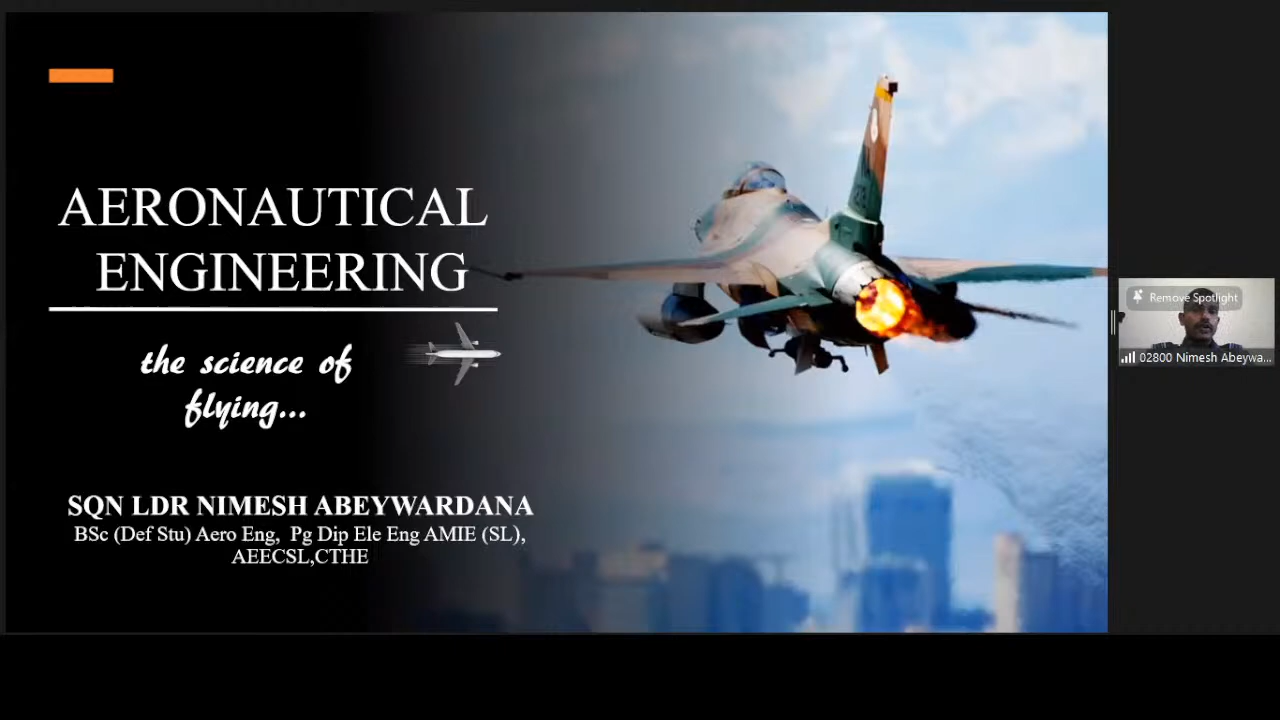 AERONAUTICAL
ENGINEERING
the science of
flying...
SQN LDR NIMESH ABEYWARDANA
BSc (Def Stu) Aero Eng, Pg Dip Ele Eng AMIE (SL),
AEECSL,CTHE
Remove Spotlight
02800 Nimesh Abeywa...